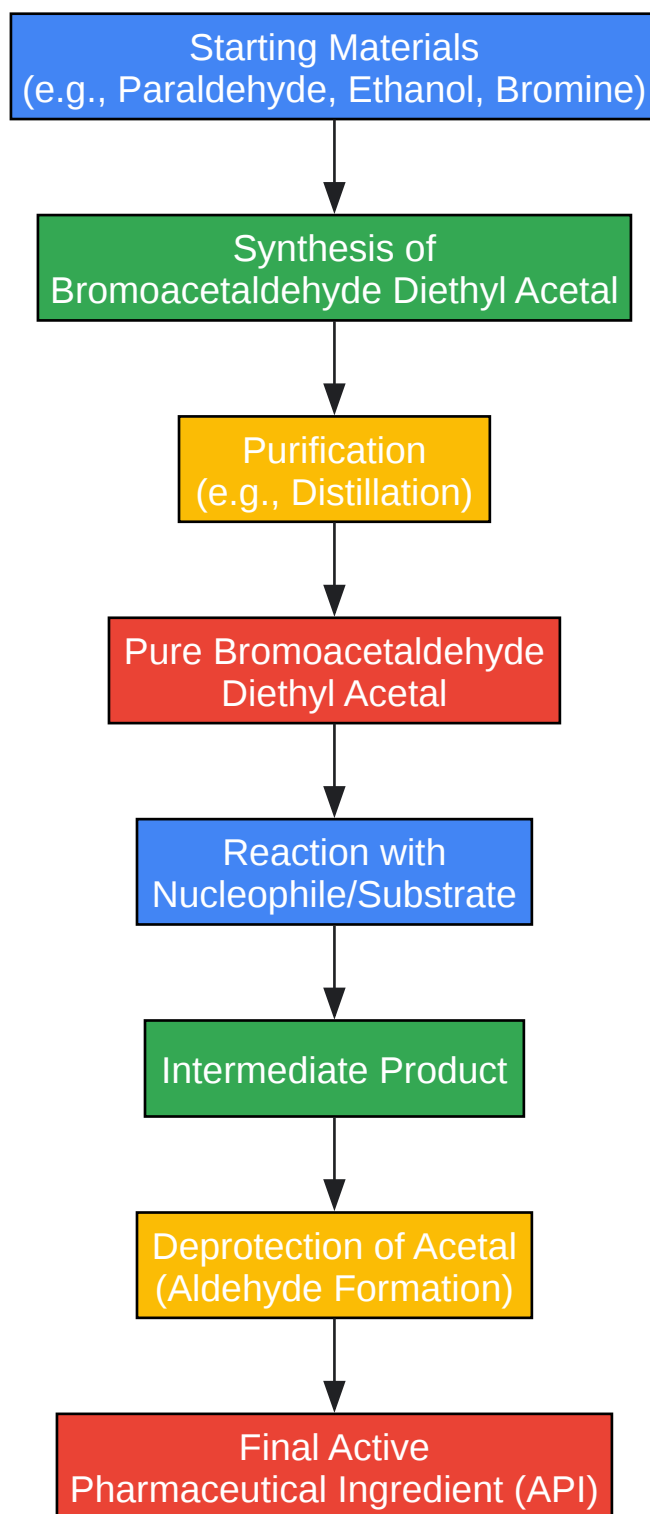 Starting Materials
(e.g., Paraldehyde, Ethanol, Bromine)
Synthesis of
Bromoacetaldehyde Diethyl Acetal
Purification
(e.g., Distillation)
Pure Bromoacetaldehyde
Diethyl Acetal
Reaction with
Nucleophile/Substrate
Intermediate Product
Deprotection of Acetal
(Aldehyde Formation)
Final Active
Pharmaceutical Ingredient (API)